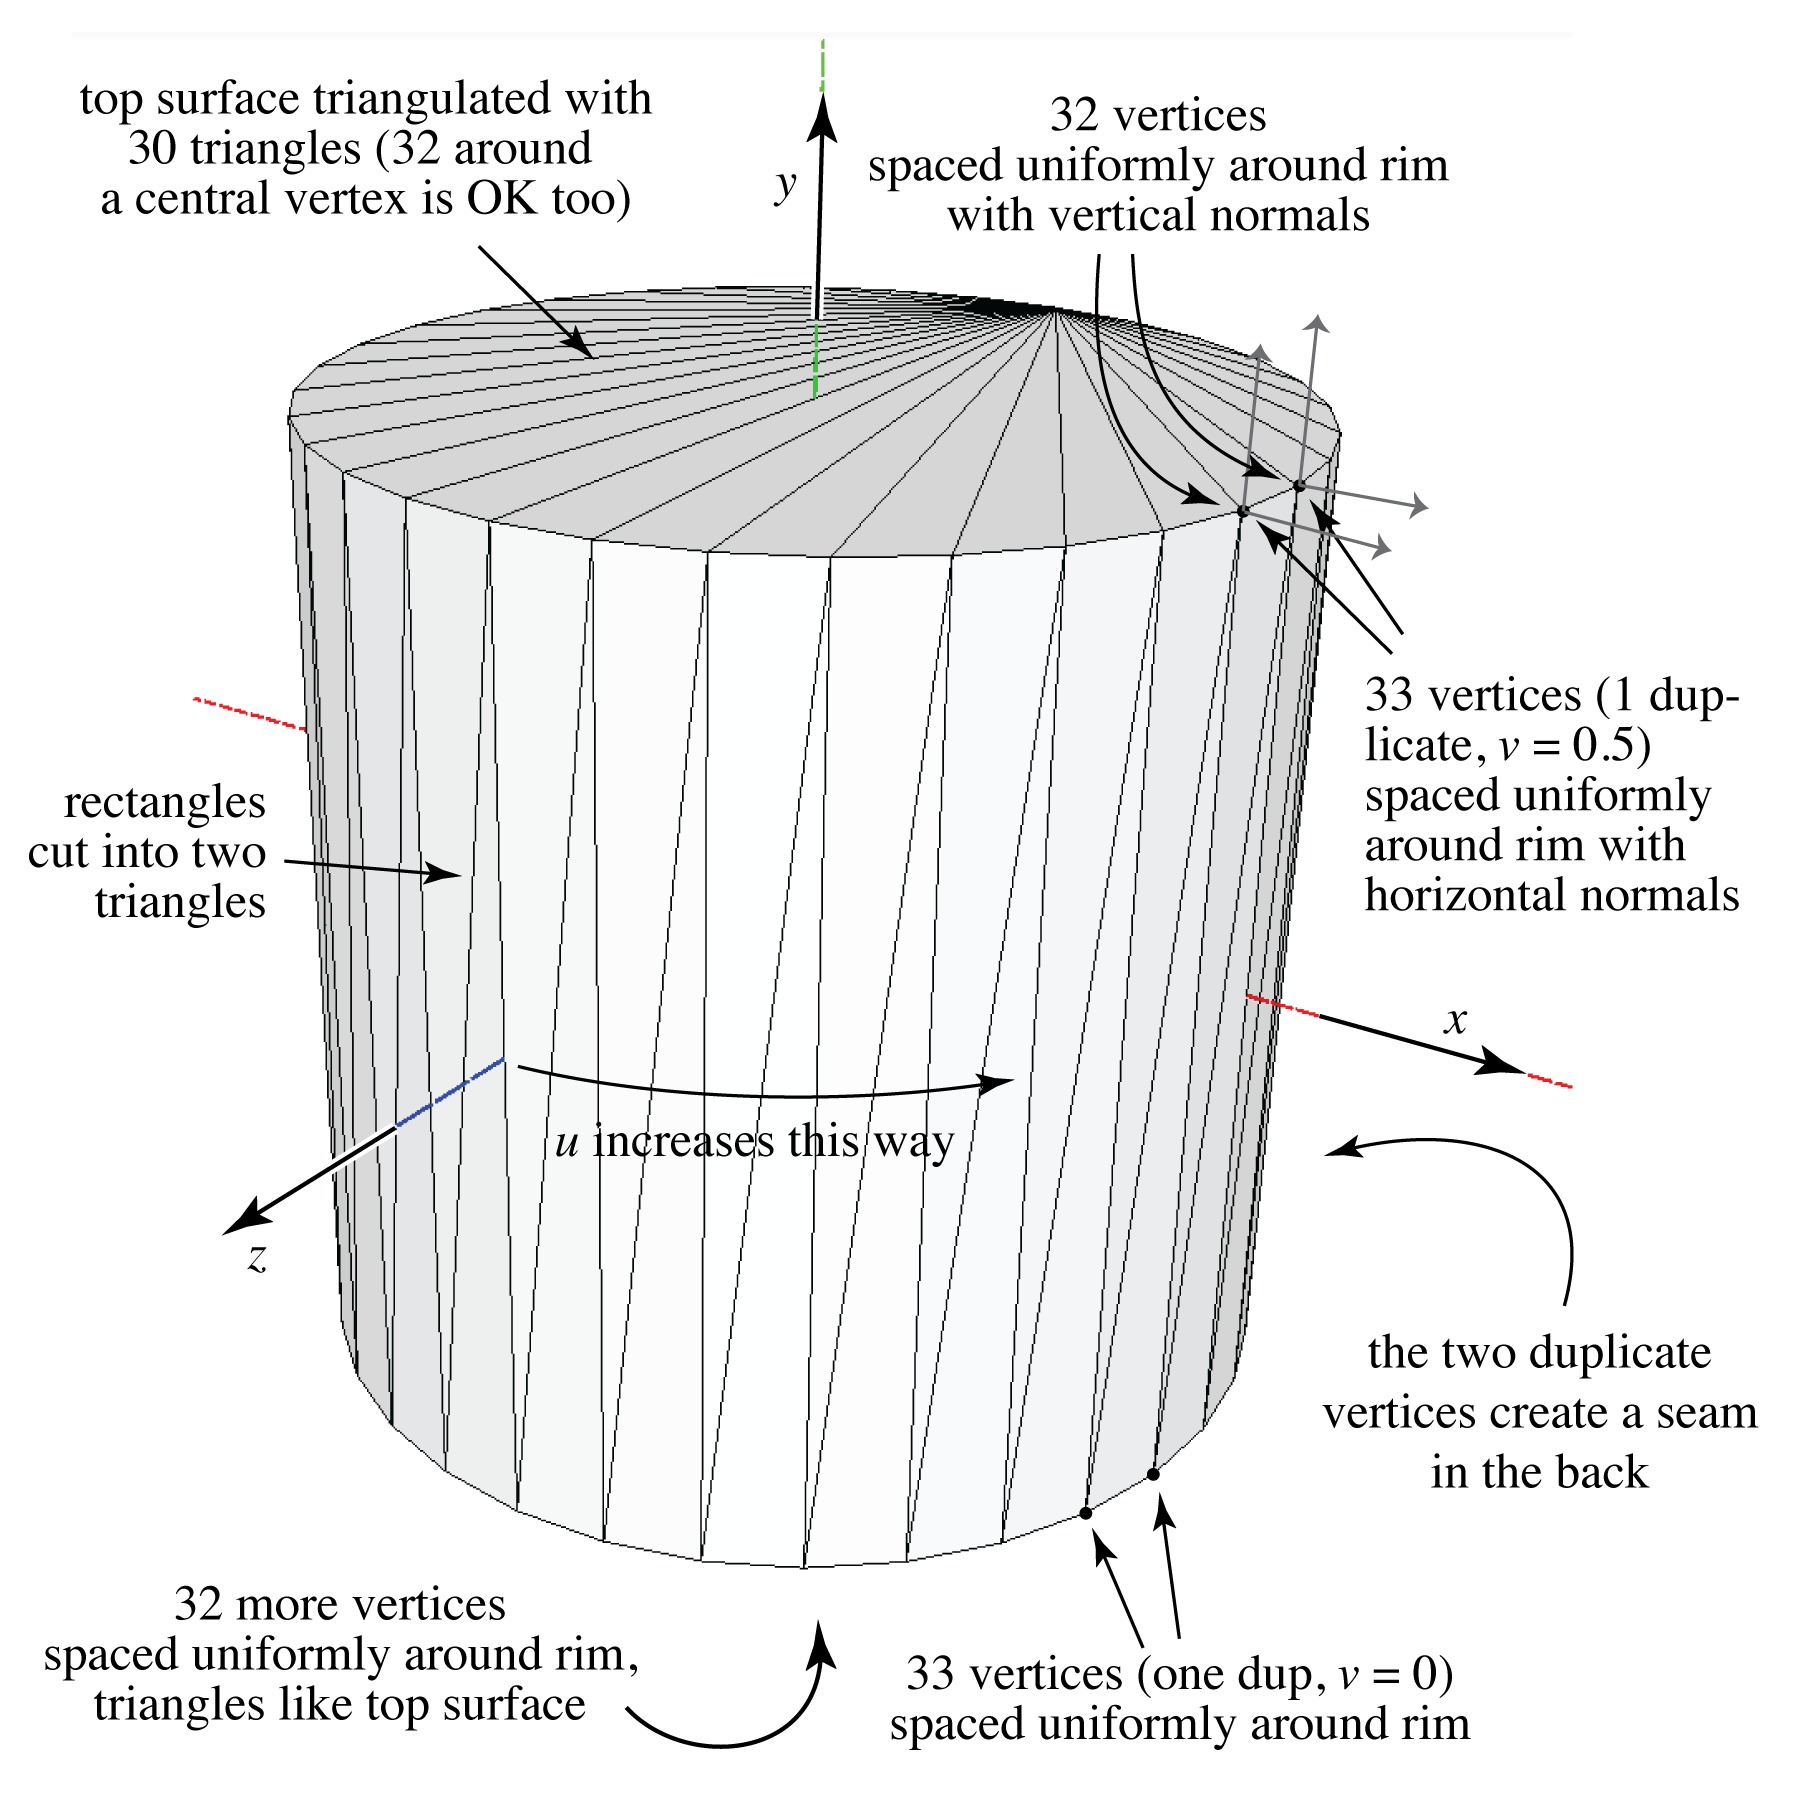 top surface triangulated with
30 triangles (32 around
a central vertex is OK too)
y
32 vertices
spaced uniformly around rim
with vertical normals
33 vertices (1 dup-
licate, v = 0.5)
spaced uniformly
around rim with
horizontal normals
rectangles
cut into two
triangles
x
u increases this way
z
the two duplicate
vertices create a seam
in the back
32 more vertices
spaced uniformly around rim,
triangles like top surface
33 vertices (one dup, v = 0)
spaced uniformly around rim